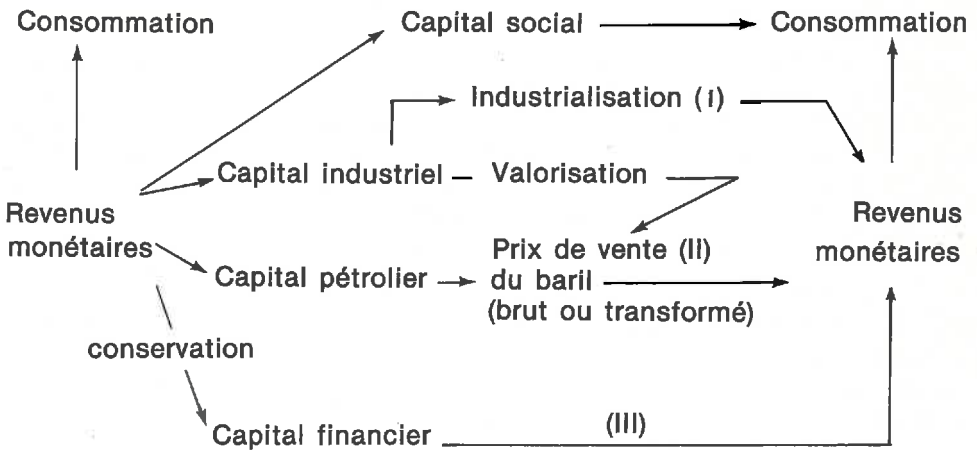 Consommation
Capital social
Consommation
Industrialisation (I)
Capital industriel – Valorisation
Revenus
monétaires
Prix de vente (II)
du baril
(brut ou transformé)
Capital pétrolier
Revenus
monétaires
conservation
Capital financier
(III)